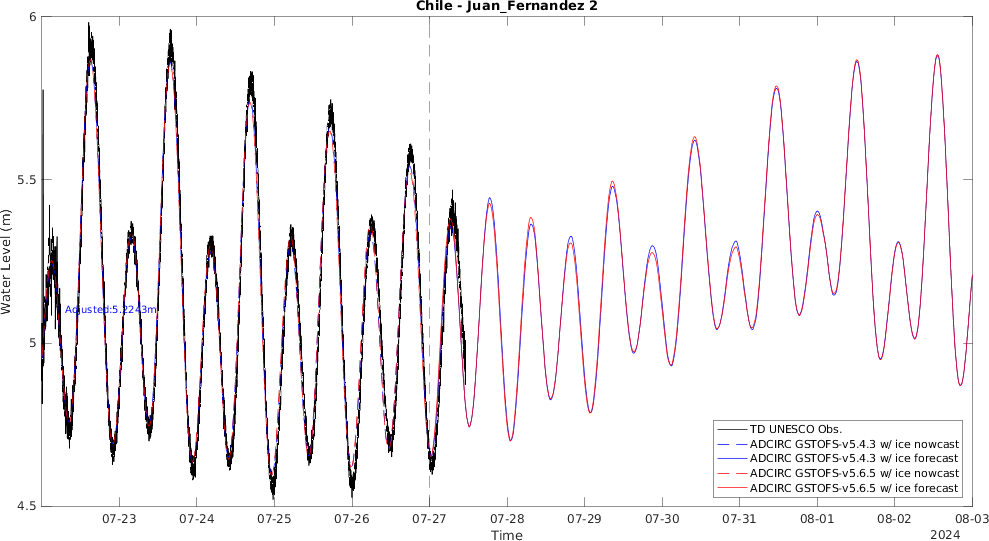 Chile - Juan_Fernandez 2
6
5.5
5
4.5
Water Level (m)
Adjusted:5.2243m
TD UNESCO Obs.
ADCIRC GSTOFS-v5.4.3 w/ ice nowcast
ADCIRC GSTOFS-v5.4.3 w/ ice forecast
ADCIRC GSTOFS-v5.6.5 w/ ice nowcast
ADCIRC GSTOFS-v5.6.5 w/ ice forecast
07-23 07-24 07-25 07-26 07-27 07-28 07-29 07-30 07-31 08-01 08-02 08-03
Time
2024